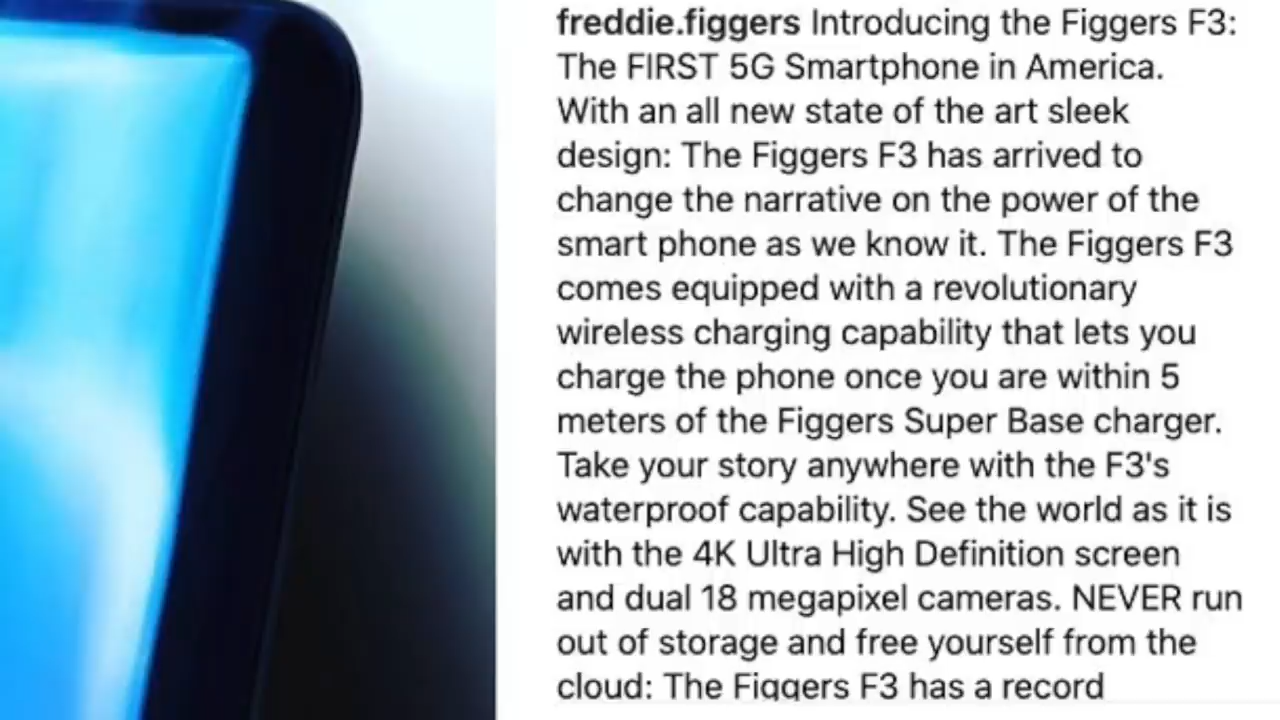 freddie.figgers Introducing the Figgers F3:
The FIRST 5G Smartphone in America.
With an all new state of the art sleek
design: The Figgers F3 has arrived to
change the narrative on the power of the
smart phone as we know it. The Figgers F3
comes equipped with a revolutionary
wireless charging capability that lets you
charge the phone once you are within 5
meters of the Figgers Super Base charger.
Take your story anywhere with the F3's
waterproof capability. See the world as it is
with the 4K Ultra High Definition screen
and dual 18 megapixel cameras. NEVER run
out of storage and free yourself from the
cloud: The Figgers F3 has a record